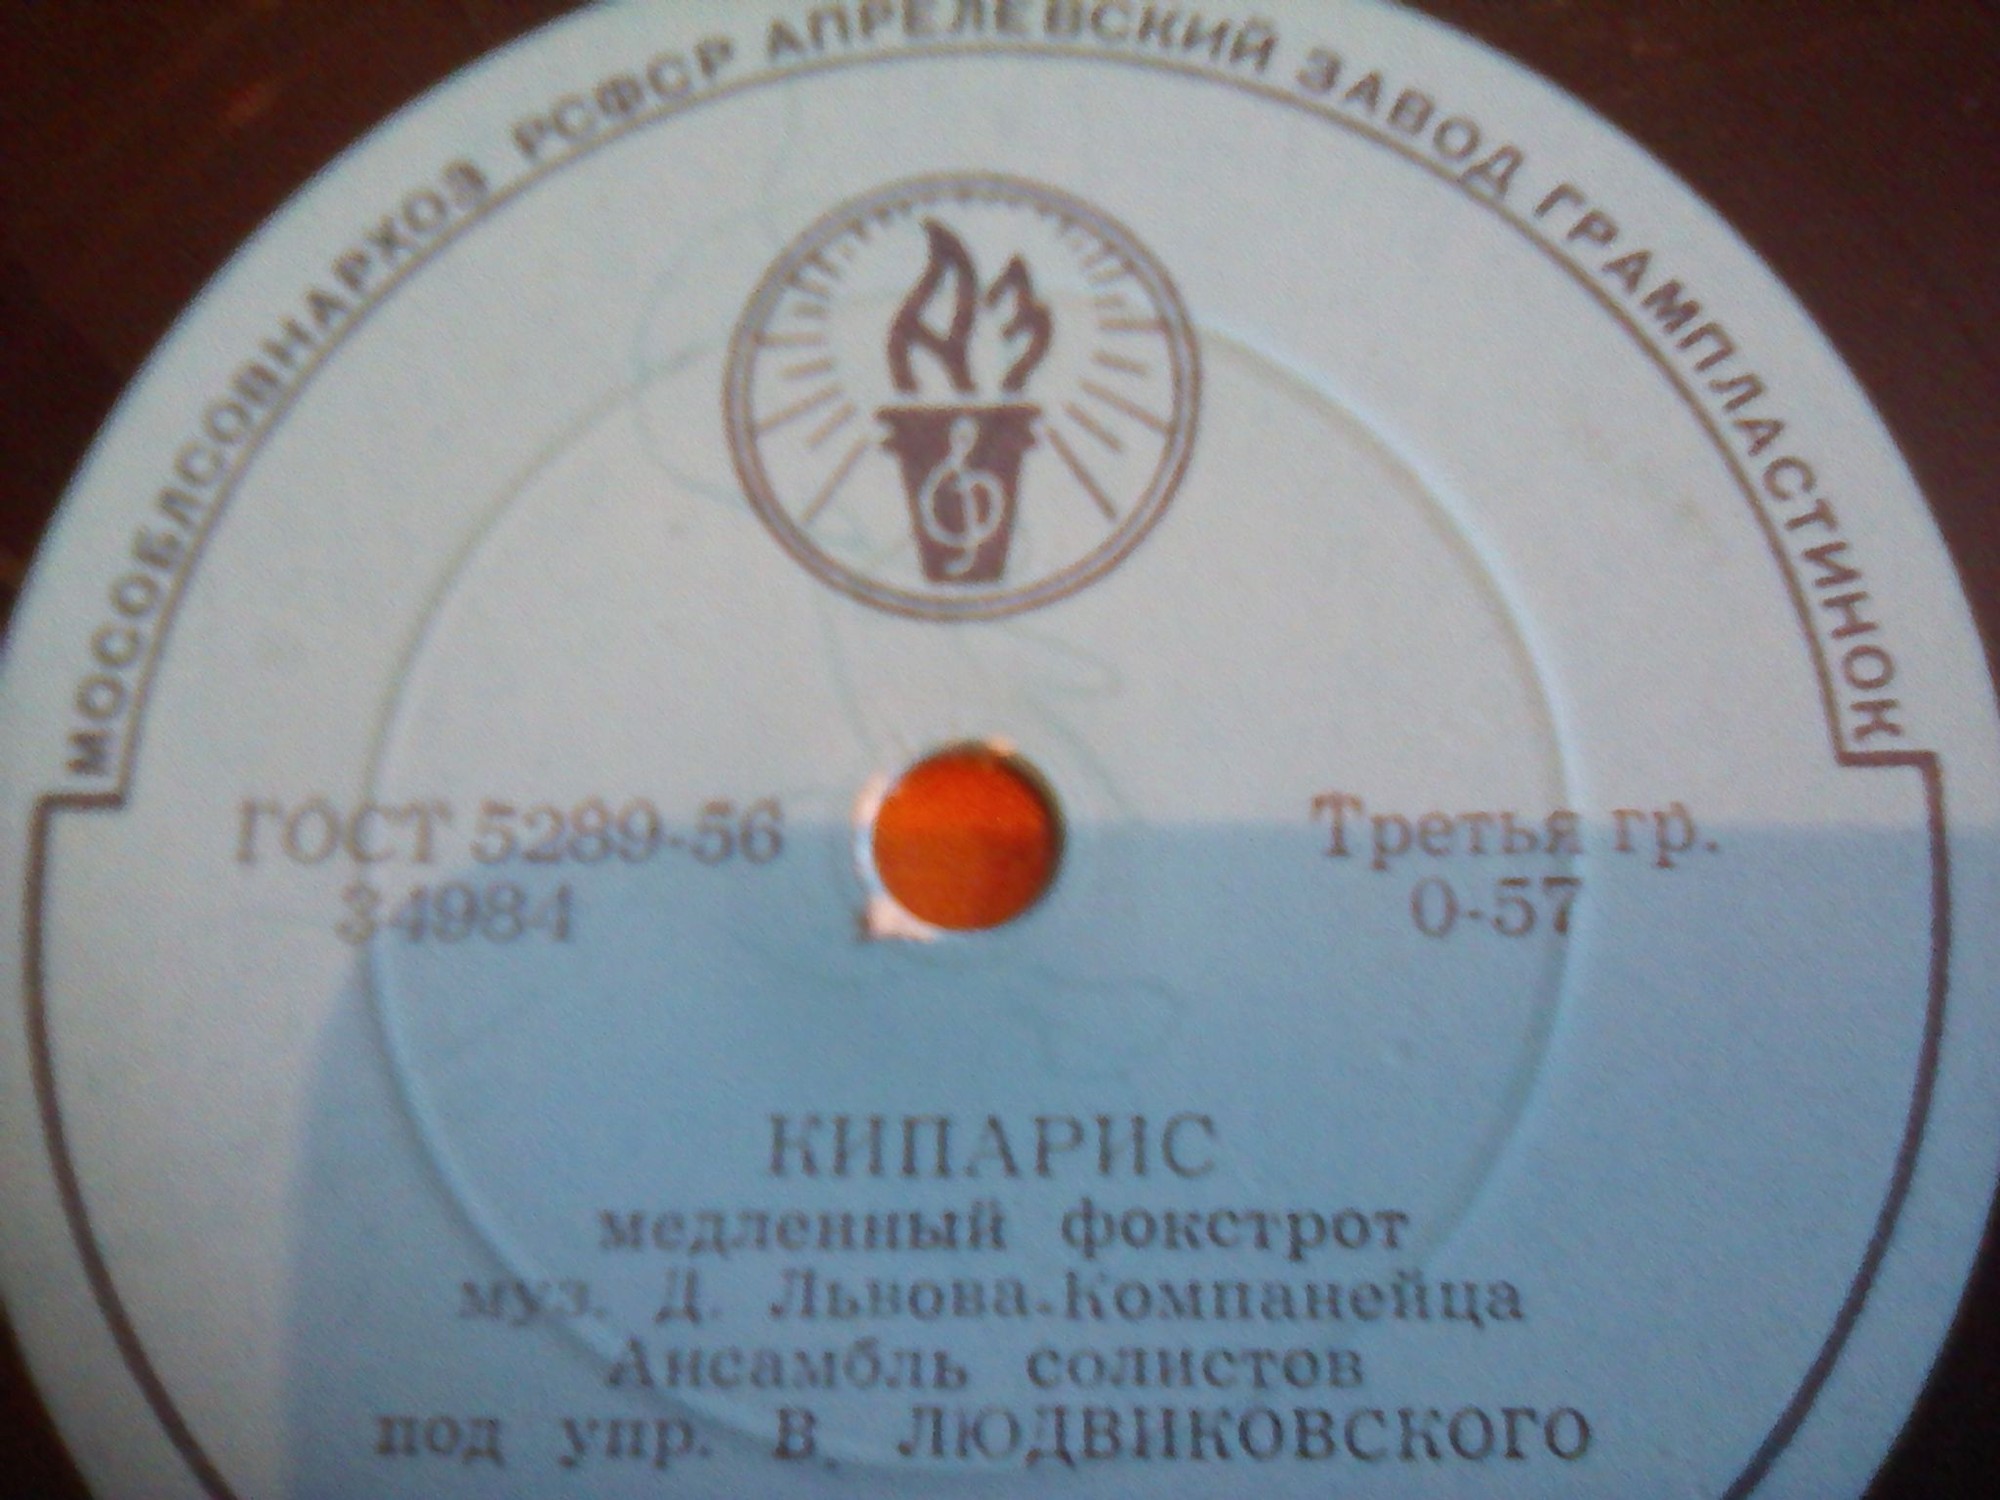 МОСОБЛСОВНАРХОЗ РСФСР АПРЕЛЕВСКИЙ ЗАВОД ГРАМПЛАСТИНОК
АЗ
ГОСТ 5289-56
34984
Третья гр.
0-57
КИПАРИС
медленный фокстрот
муз. Д. Львова-Компанейца
Ансамбль солистов
под упр. В. ЛЮДВИКОВСКОГО